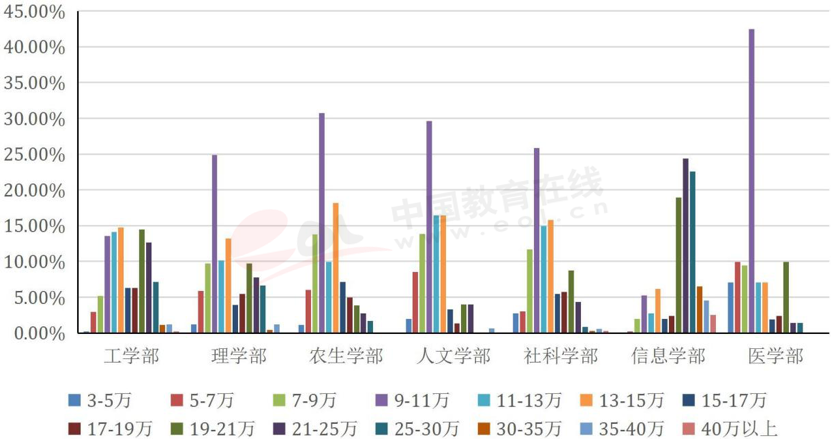 45.00%
40.00%
35.00%
30.00%
25.00%
20.00%
15.00%
10.00%
5.00%
0.00%
eol 中国教育在线
www.eol.cn
工学部 理学部 农生学部 人文学部 社科学部 信息学部 医学部
3-5万 5-7万 7-9万 9-11万 11-13万 13-15万 15-17万
17-19万 19-21万 21-25万 25-30万 30-35万 35-40万 40万以上